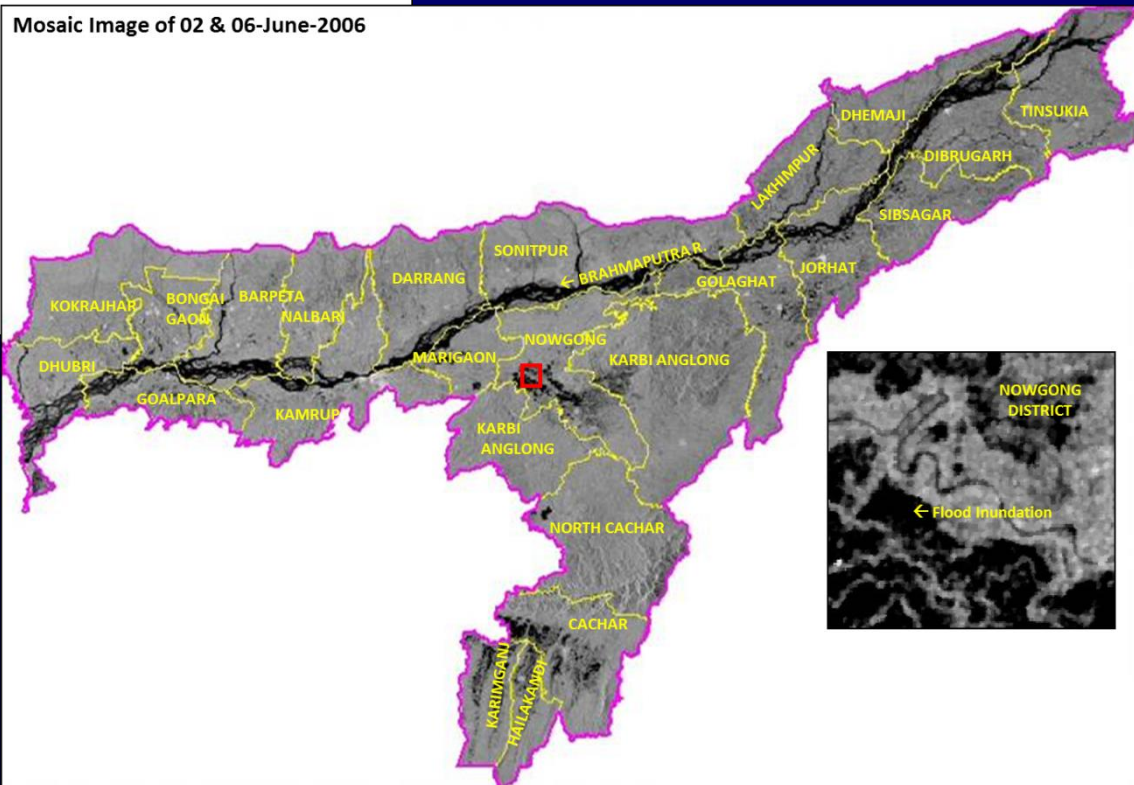 Mosaic Image of 02 & 06-June-2006
DHEMAJI
TINSUKIA
LAKHIMPUR
DIBRUGARH
SIBSAGAR
SONITPUR
← BRAHMAPUTRA R.
JORHAT
GOLAGHAT
DARRANG
KOKRAJHAR
BONGAI
GAON
BARPETA
NALBARI
NOWGONG
MARIGAON
KARBI ANGLONG
DHUBRI
GOALPARA
KAMRUP
KARBI
ANGLONG
NORTH CACHAR
CACHAR
KARIMGANJ
HAILAKANDI
NOWGONG
DISTRICT
← Flood Inundation